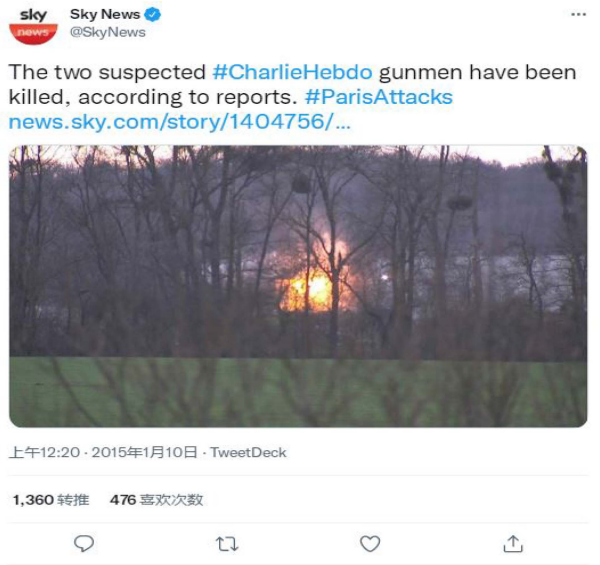 sky
news
Sky News
@SkyNews
The two suspected #CharlieHebdo gunmen have been
killed, according to reports. #ParisAttacks
news.sky.com/story/1404756/...
上午12:20 · 2015年1月10日 · TweetDeck
1,360 转推 476 喜欢次数